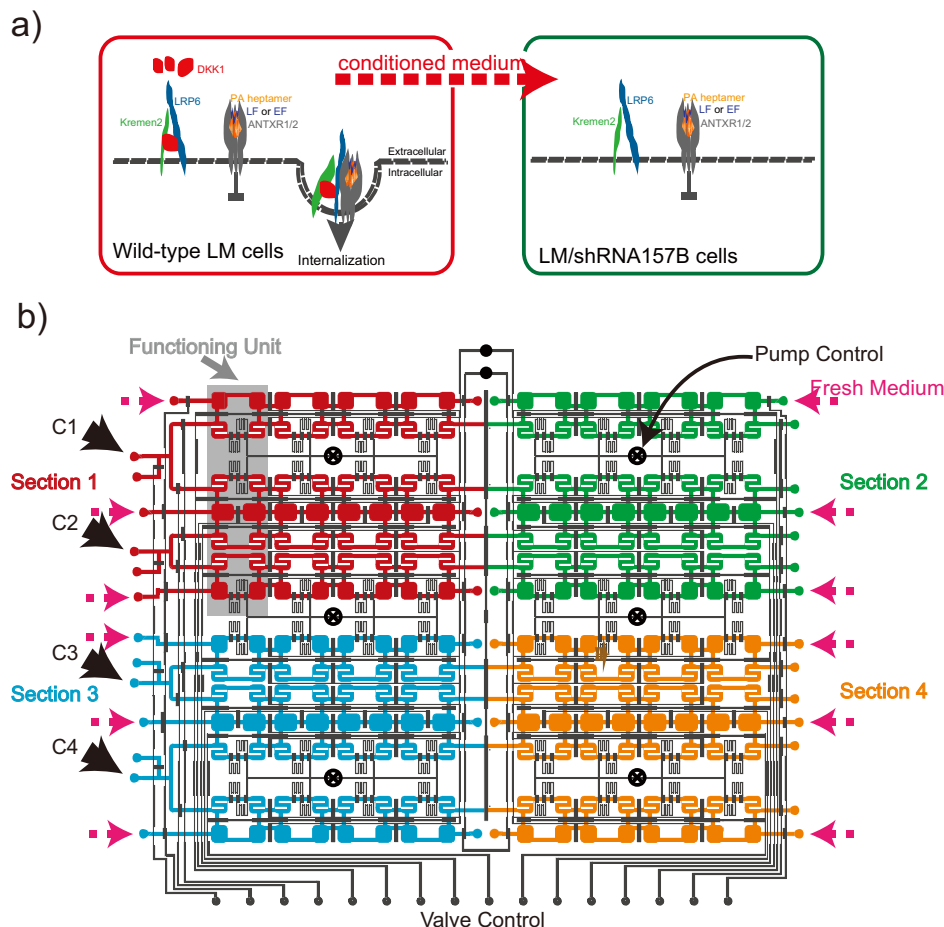 a)
conditioned medium
DKK1
LRP6
Kremen2
PA heptamer
LF or EF
ANTXR1/2
Extracellular
Intracellular
Wild-type LM cells
Internalization
LRP6
Kremen2
PA heptamer
LF or EF
ANTXR1/2
LM/shRNA157B cells
b)
Functioning Unit
Pump Control
Fresh Medium
C1
Section 1
Section 2
C2
C3
Section 3
Section 4
C4
Valve Control